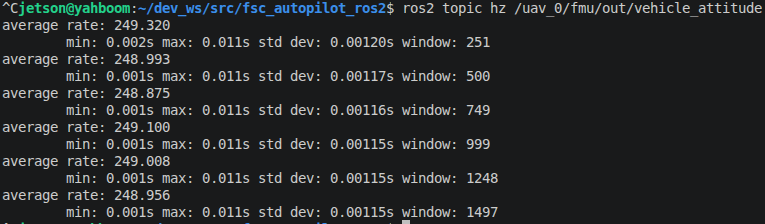 ^Cjetson@yahboom:~/dev_ws/src/fsc_autopilot_ros2$ ros2 topic hz /uav_0/fmu/out/vehicle_attitude
average rate: 249.320
min: 0.002s max: 0.011s std dev: 0.00120s window: 251
average rate: 248.993
min: 0.001s max: 0.011s std dev: 0.00117s window: 500
average rate: 248.875
min: 0.001s max: 0.011s std dev: 0.00116s window: 749
average rate: 249.100
min: 0.001s max: 0.011s std dev: 0.00115s window: 999
average rate: 249.008
min: 0.001s max: 0.011s std dev: 0.00115s window: 1248
average rate: 248.956
min: 0.001s max: 0.011s std dev: 0.00115s window: 1497